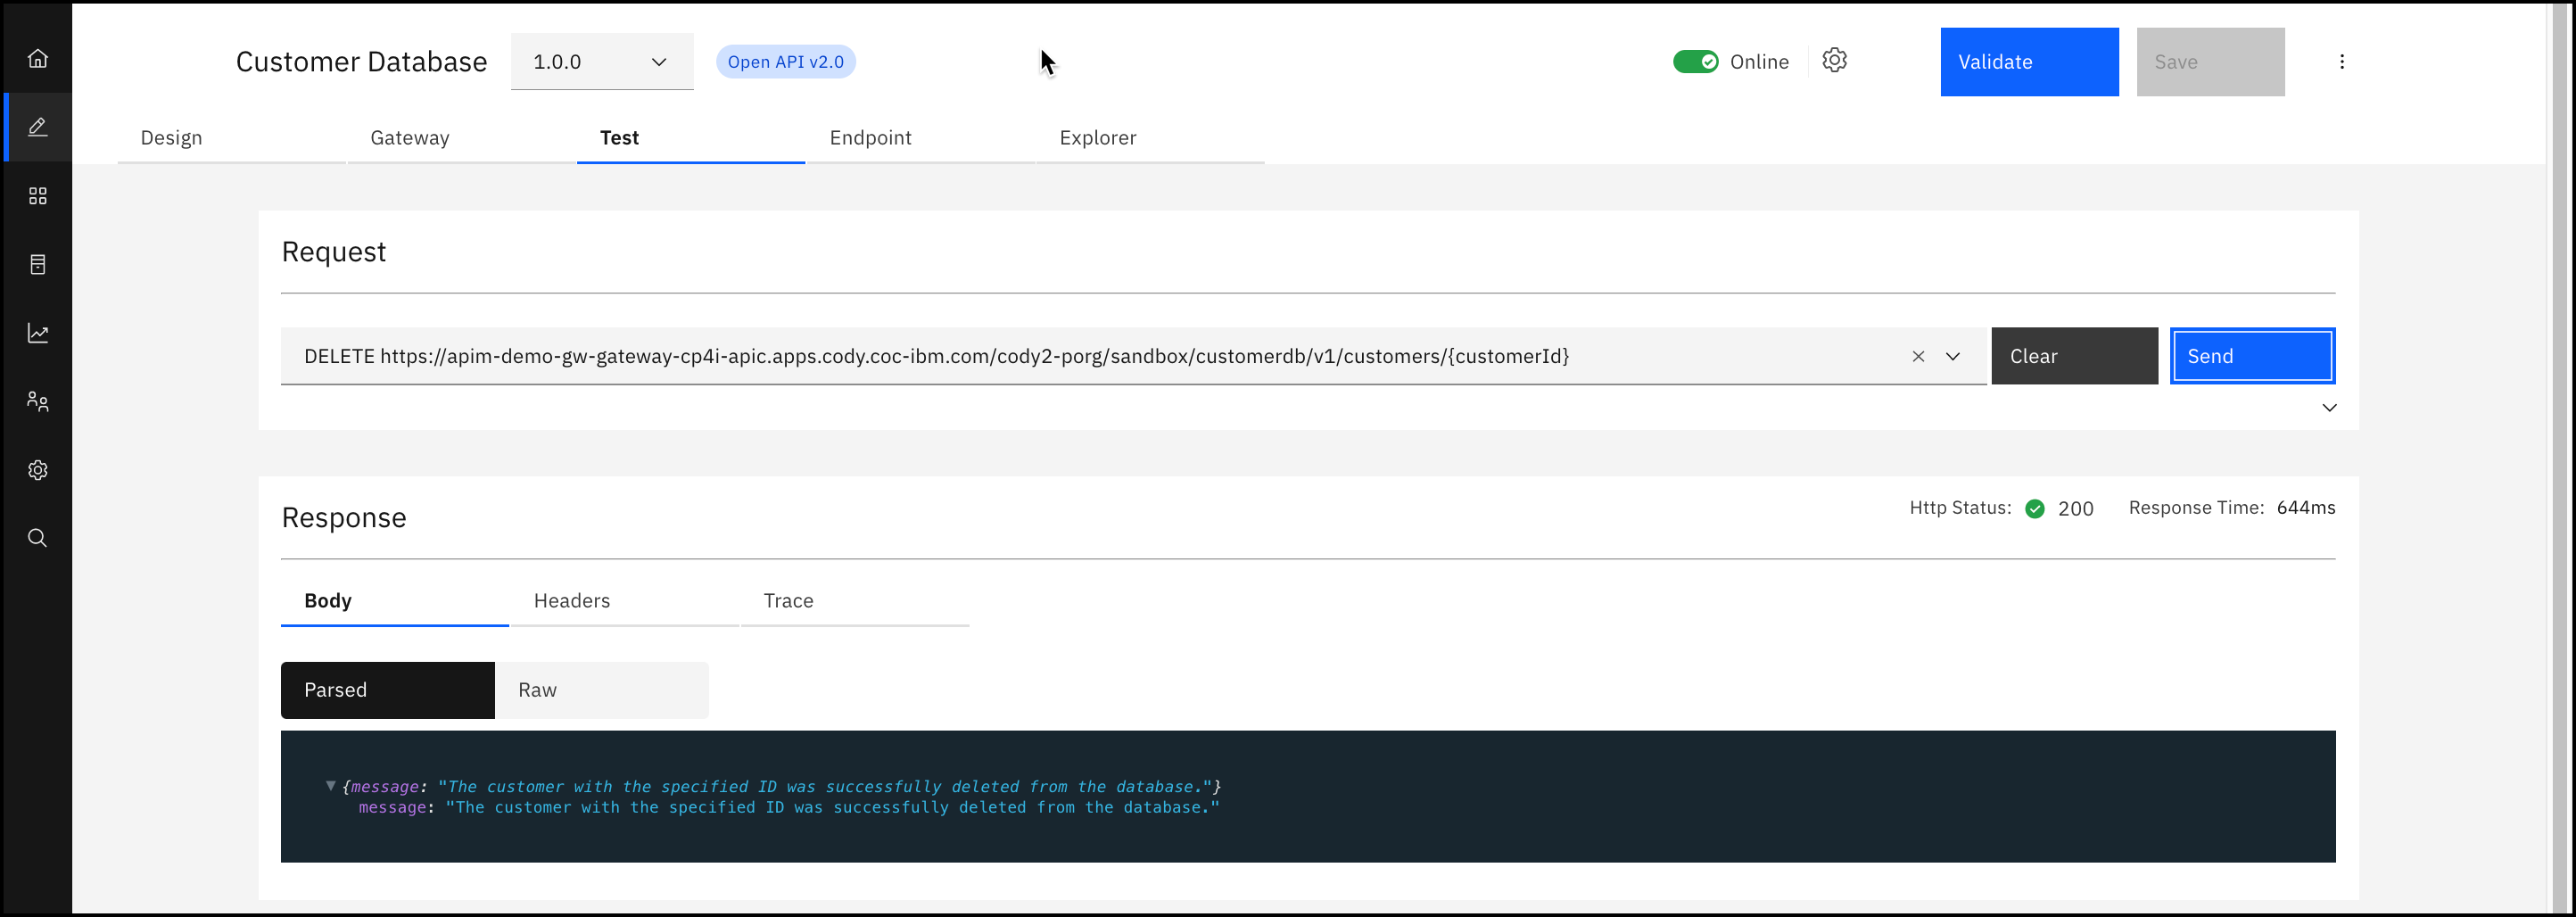 Customer Database 1.0.0 Open API v2.0 Online Validate Save
Design Gateway Test Endpoint Explorer
Request
DELETE https://apim-demo-gw-gateway-cp4i-apic.apps.cody.coc-ibm.com/cody2-porg/sandbox/customerdb/v1/customers/{customerId} Clear Send
Response Http Status: 200 Response Time: 644ms
Body Headers Trace
Parsed Raw
{message: "The customer with the specified ID was successfully deleted from the database."}
message: "The customer with the specified ID was successfully deleted from the database."